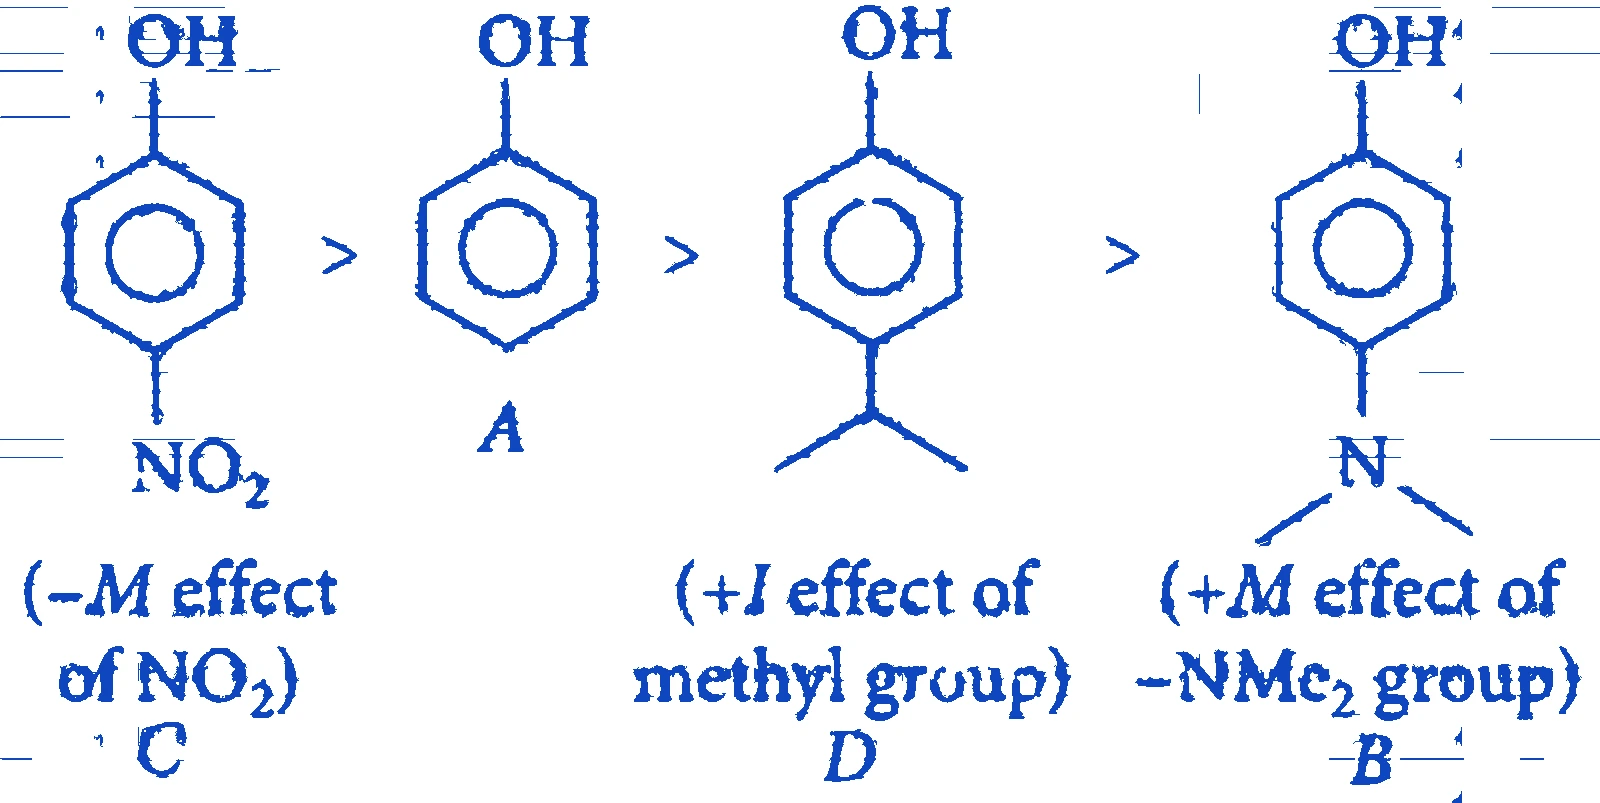 OH OH OH OH
> > >
A
NO₂ N
(–M effect (+I effect of (+M effect of
of NO₂) methyl group) –NMe₂ group)
C D B